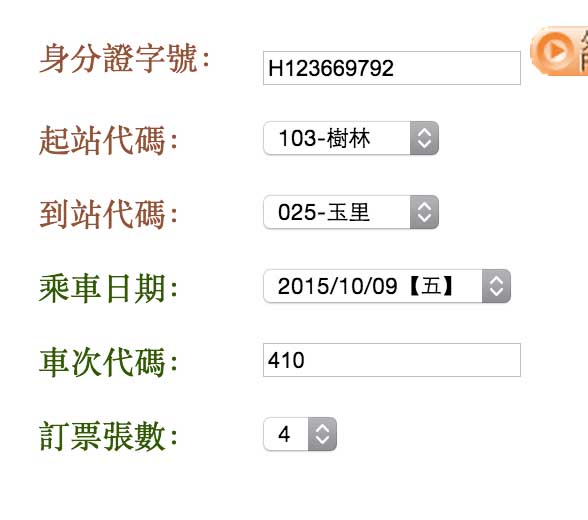 身分證字號： H123669792
起站代碼： 103-樹林
到站代碼： 025-玉里
乘車日期： 2015/10/09【五】
車次代碼： 410
訂票張數： 4